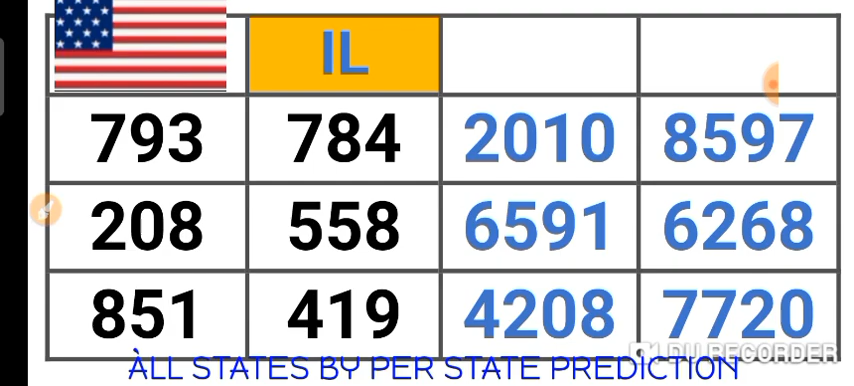 IL
793 784 2010 8597
208 558 6591 6268
851 419 4208 7720
DU RECORDER
ÀLL STATES BY PER STATE PREDICTION